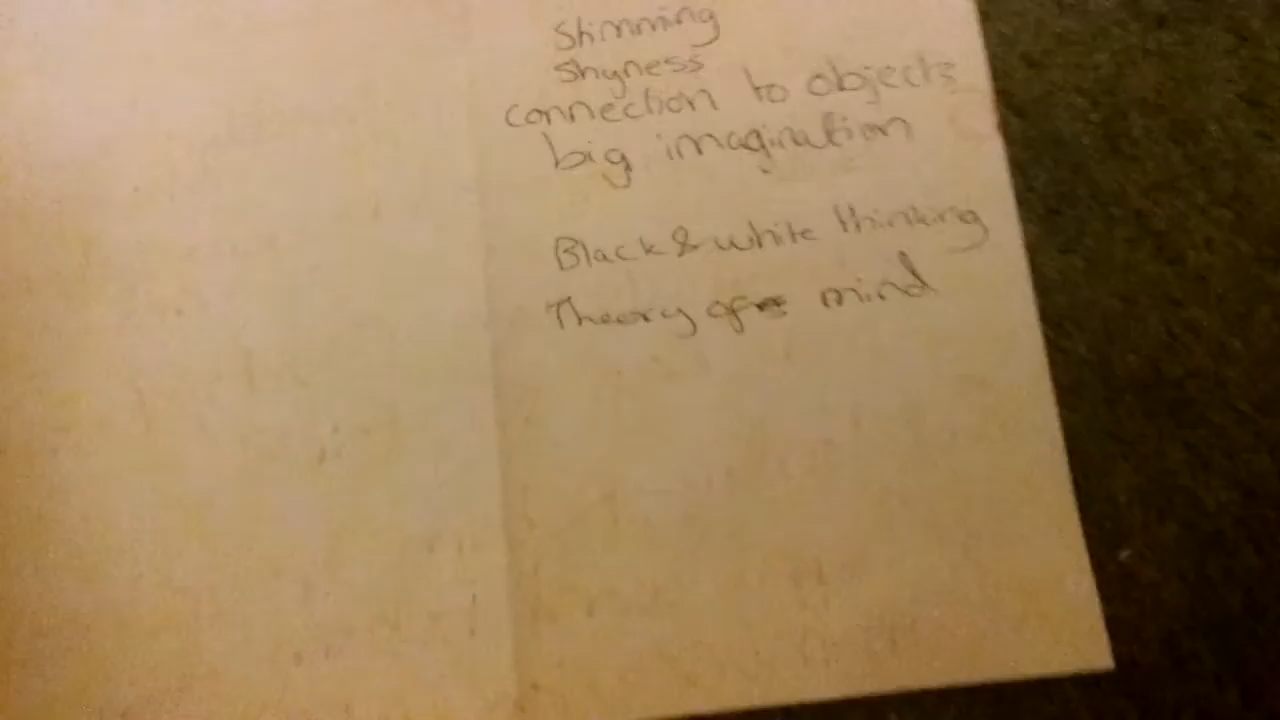 Stimming
Shyness
connection to objects
big imagination
Black & white thinking
Theory of mind